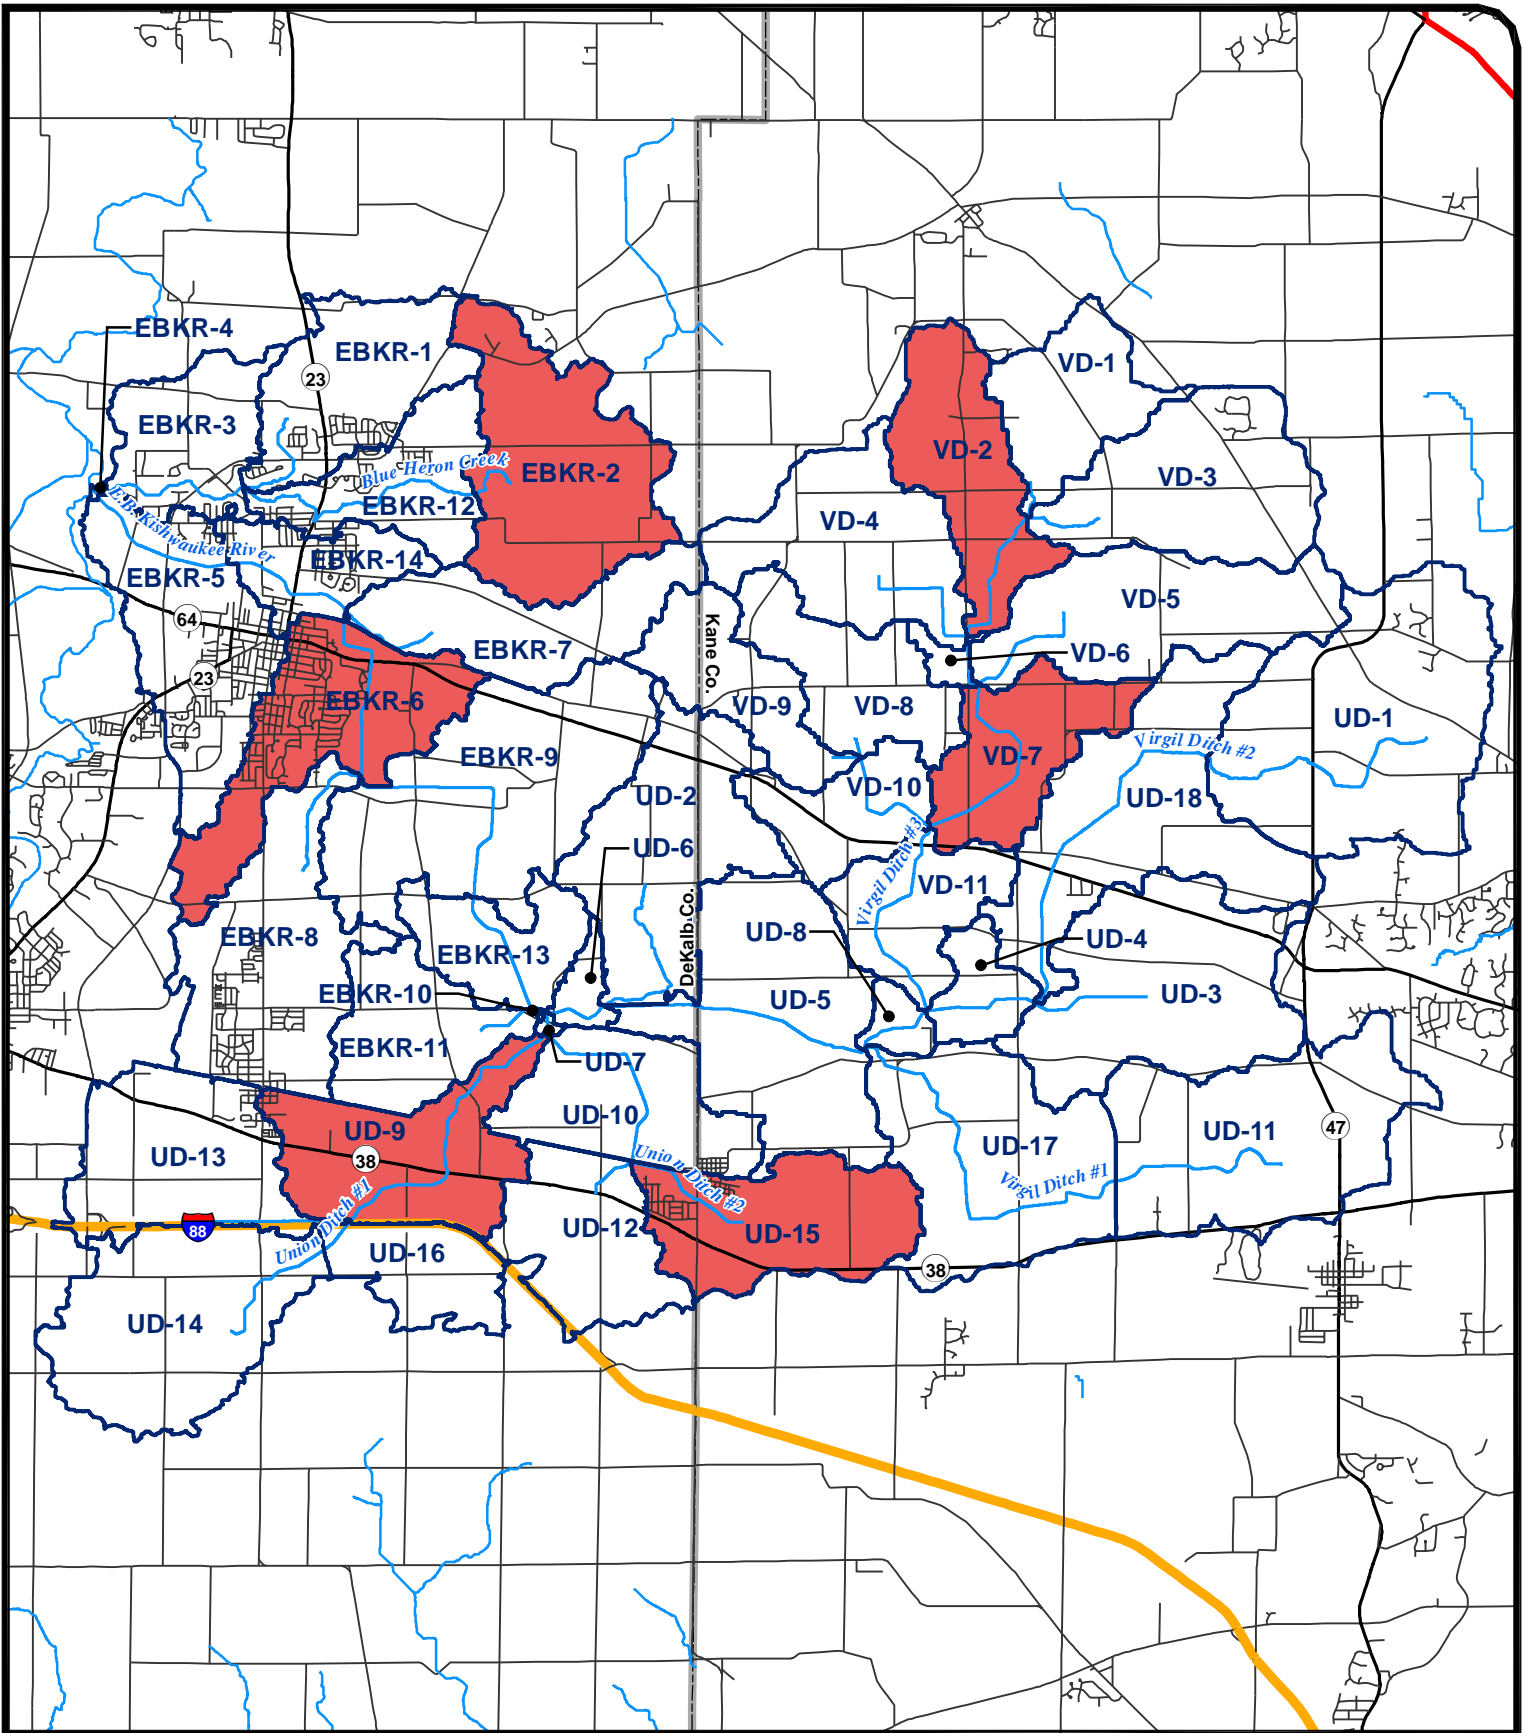 EBKR-4
EBKR-1
VD-1
23
EBKR-3
VD-2
EBKR-2
VD-3
Blue Heron Creek
EBKR-12
VD-4
E.B. Kishwaukee River
EBKR-14
EBKR-5
VD-5
64
Kane Co.
EBKR-7
VD-6
23
EBKR-6
VD-9
VD-8
UD-1
Virgil Ditch #2
EBKR-9
VD-7
VD-10
UD-2
UD-18
UD-6
Virgil Ditch #3
VD-11
UD-8
UD-4
EBKR-8
DeKalb Co.
EBKR-13
EBKR-10
UD-5
UD-3
EBKR-11
UD-7
UD-10
47
UD-9
UD-11
UD-17
UD-13
38
Union Ditch #2
Virgil Ditch #1
Union Ditch #1
88
UD-12
UD-15
UD-16
38
UD-14